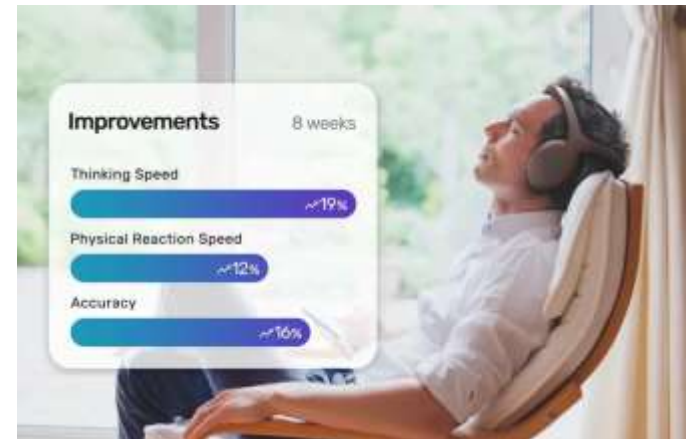 Improvements 8 weeks
Thinking Speed
19%
Physical Reaction Speed
12%
Accuracy
16%